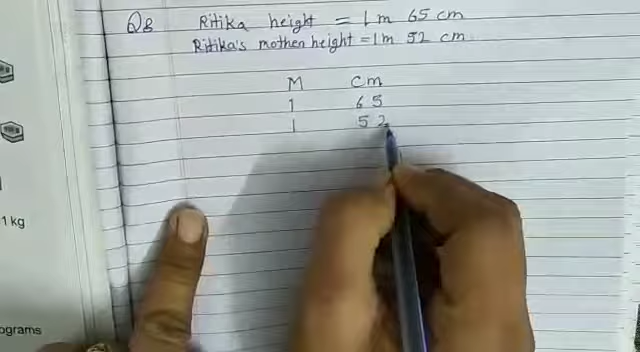 Q8 Ritika height = 1 m 65 cm
Ritika's mother height = 1m 52 cm
M Cm
1 65
1 52
1 kg
ograms